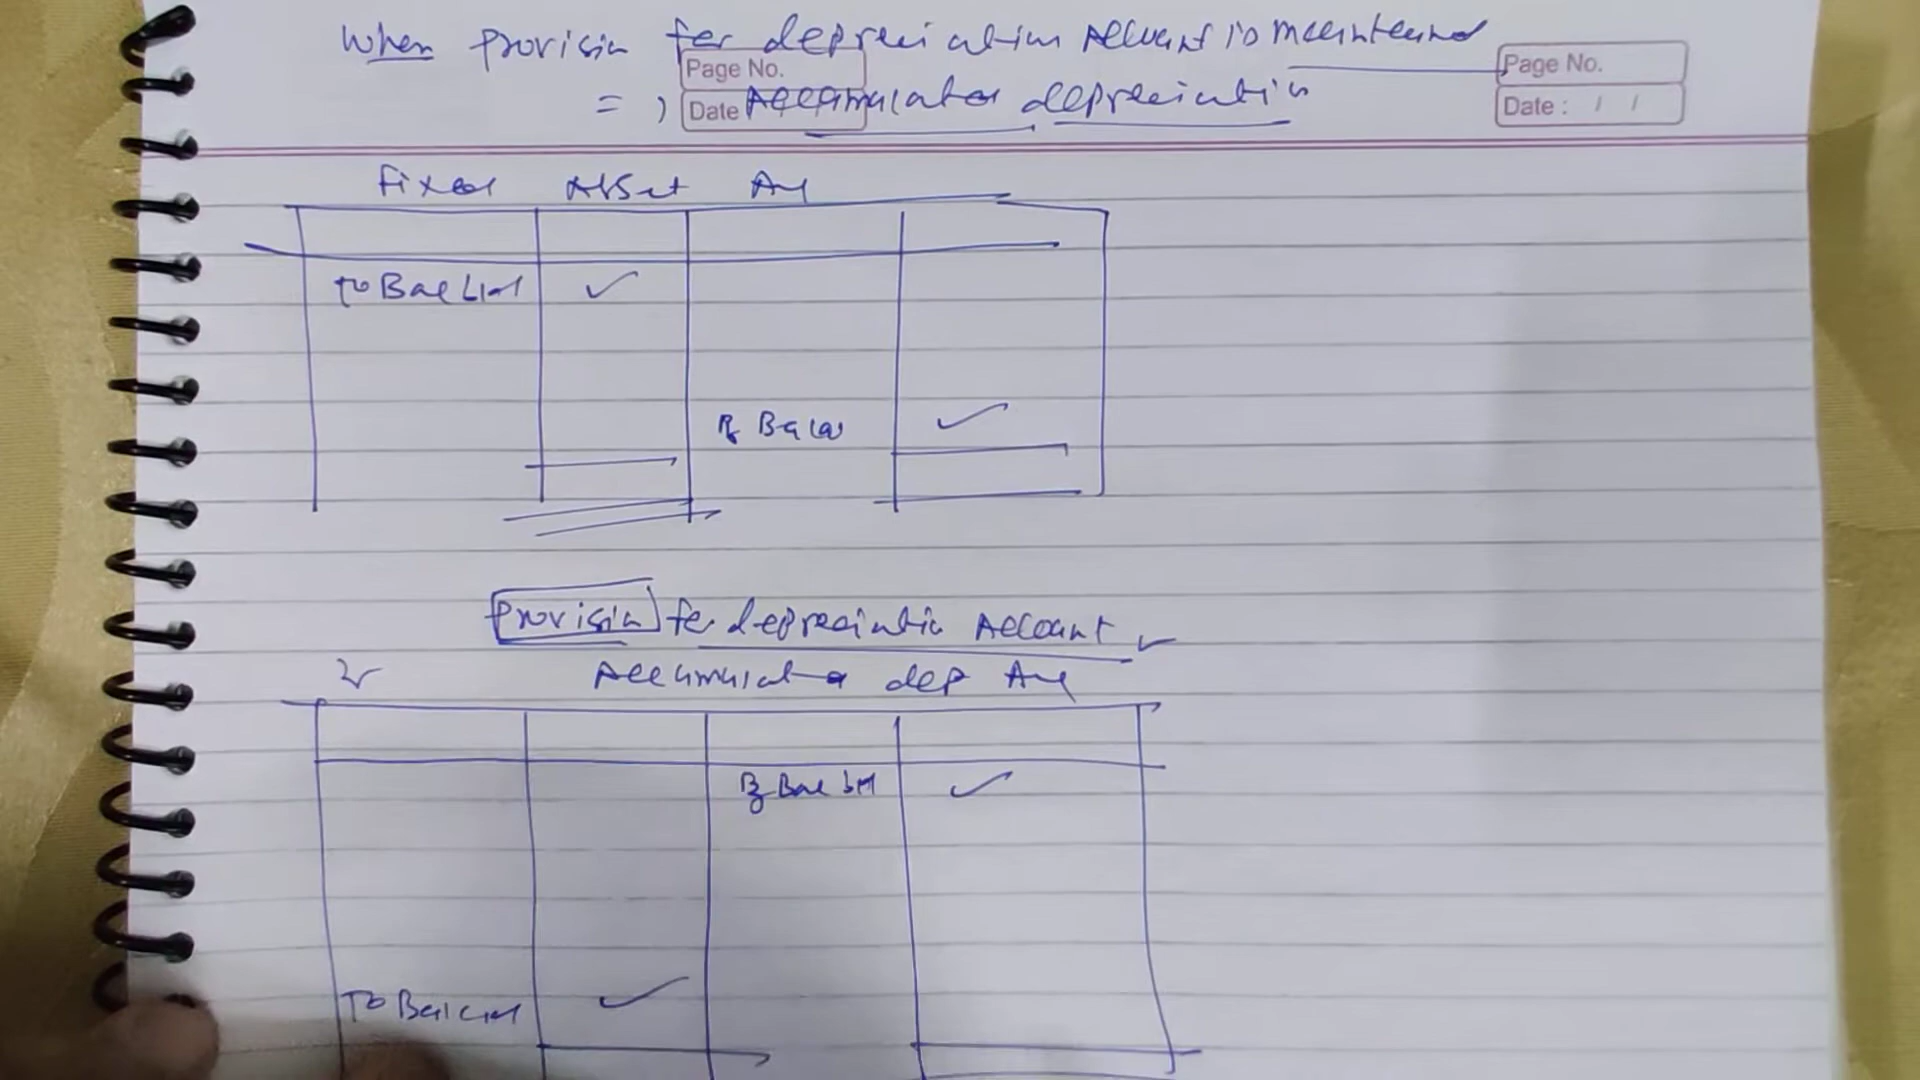 When provision for depreciation Account is maintained
Page No.
Page No.
=) Accumulated depreciation
Date
Date : / /
Fixed Asset A/c
To Bal b/d ✓
By Bal c/d ✓
Provision for depreciation Account ✓
Accumulated dep A/c
By Bal b/d ✓
To Bal c/d ✓